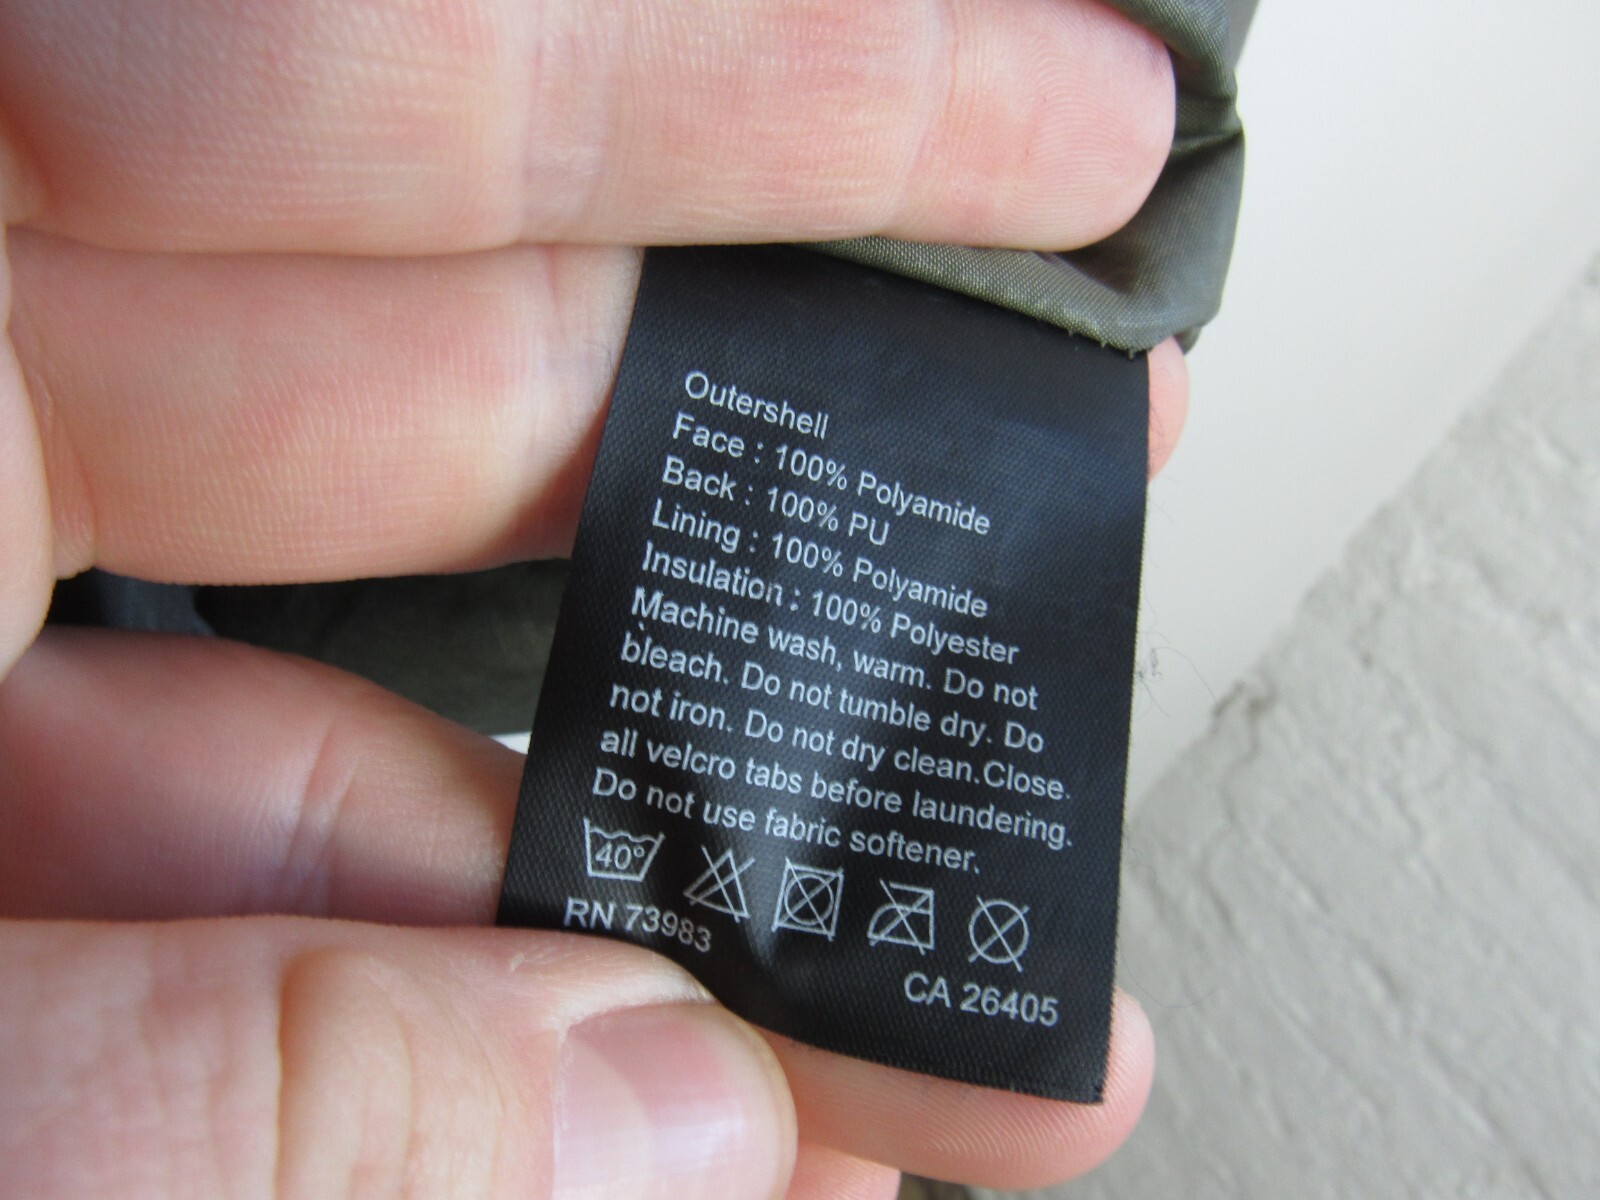 Outershell
Face : 100% Polyamide
Back : 100% PU
Lining : 100% Polyamide
Insulation : 100% Polyester
Machine wash, warm. Do not
bleach. Do not tumble dry. Do
not iron. Do not dry clean.Close.
all velcro tabs before laundering.
Do not use fabric softener.
40°
RN 73983
CA 26405